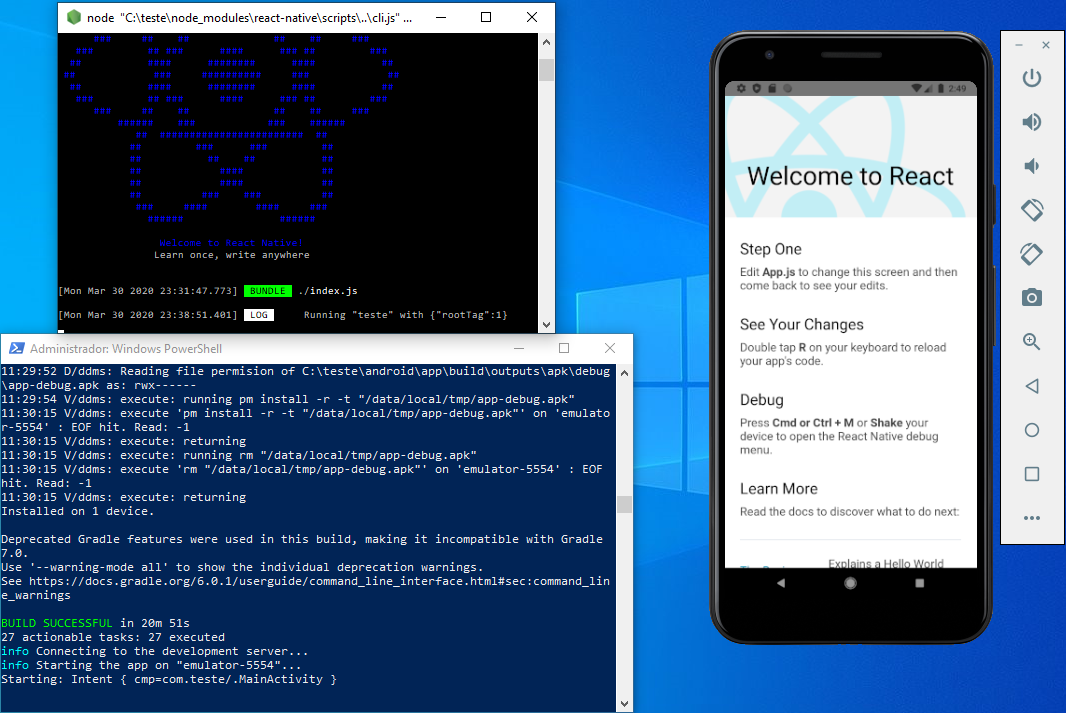 node "C:\teste\node_modules\react-native\scripts\..\cli.js" ...
Welcome to React Native!
Learn once, write anywhere
[Mon Mar 30 2020 23:31:47.773] BUNDLE ./index.js
[Mon Mar 30 2020 23:38:51.401] LOG Running "teste" with {"rootTag":1}
Administrador: Windows PowerShell
11:29:52 D/ddms: Reading file permision of C:\teste\android\app\build\outputs\apk\debug
\app-debug.apk as: rwx------
11:29:54 V/ddms: execute: running pm install -r -t "/data/local/tmp/app-debug.apk"
11:30:15 V/ddms: execute 'pm install -r -t "/data/local/tmp/app-debug.apk"' on 'emulato
r-5554' : EOF hit. Read: -1
11:30:15 V/ddms: execute: returning
11:30:15 V/ddms: execute: running rm "/data/local/tmp/app-debug.apk"
11:30:15 V/ddms: execute 'rm "/data/local/tmp/app-debug.apk"' on 'emulator-5554' : EOF
hit. Read: -1
11:30:15 V/ddms: execute: returning
Installed on 1 device.
Deprecated Gradle features were used in this build, making it incompatible with Gradle
7.0.
Use '--warning-mode all' to show the individual deprecation warnings.
See https://docs.gradle.org/6.0.1/userguide/command_line_interface.html#sec:command_lin
e_warnings
BUILD SUCCESSFUL in 20m 51s
27 actionable tasks: 27 executed
info Connecting to the development server...
info Starting the app on "emulator-5554"...
Starting: Intent { cmp=com.teste/.MainActivity }
2:49
Welcome to React
Step One
Edit App.js to change this screen and then
come back to see your edits.
See Your Changes
Double tap R on your keyboard to reload
your app's code.
Debug
Press Cmd or Ctrl + M or Shake your
device to open the React Native debug
menu.
Learn More
Read the docs to discover what to do next:
Explains a Hello World